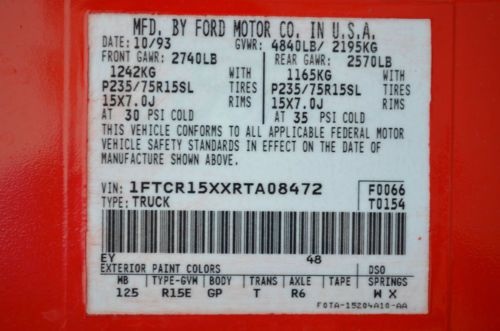 MFD. BY FORD MOTOR CO. IN U.S.A.
DATE: 10/93 GVWR: 4840LB/ 2195KG
FRONT GAWR: 2740LB REAR GAWR: 2570LB
1242KG WITH 1165KG WITH
P235/75R15SL TIRES P235/75R15SL TIRES
15X7.0J RIMS 15X7.0J RIMS
AT 30 PSI COLD AT 35 PSI COLD
THIS VEHICLE CONFORMS TO ALL APPLICABLE FEDERAL MOTOR
VEHICLE SAFETY STANDARDS IN EFFECT ON THE DATE OF
MANUFACTURE SHOWN ABOVE.
VIN: 1FTCR15XXRTA08472 F0066
TYPE: TRUCK T0154
EY 48
EXTERIOR PAINT COLORS DSO
WB TYPE-GVW BODY TRANS AXLE TAPE SPRINGS
125 R15E GP T R6 W X
F0TA-15204A10-AA